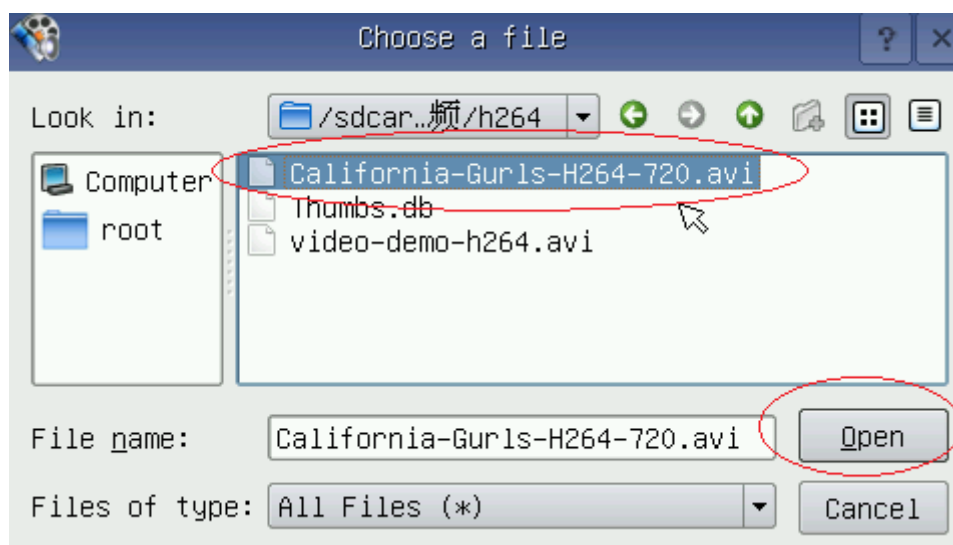 Choose a file
Look in: /sdcar..频/h264
Computer
root
California-Gurls-H264-720.avi
Thumbs.db
video-demo-h264.avi
File name: California-Gurls-H264-720.avi Open
Files of type: All Files (*) Cancel